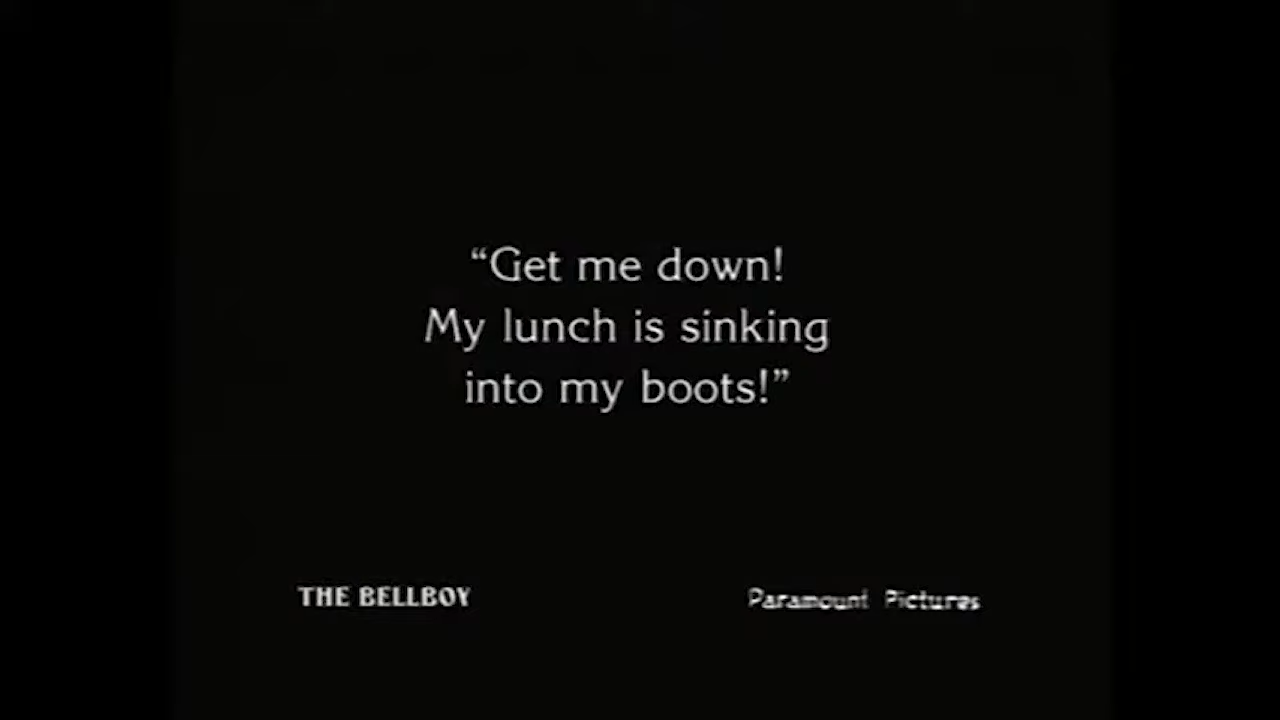 “Get me down!
My lunch is sinking
into my boots!”
THE BELLBOY
Paramount Pictures